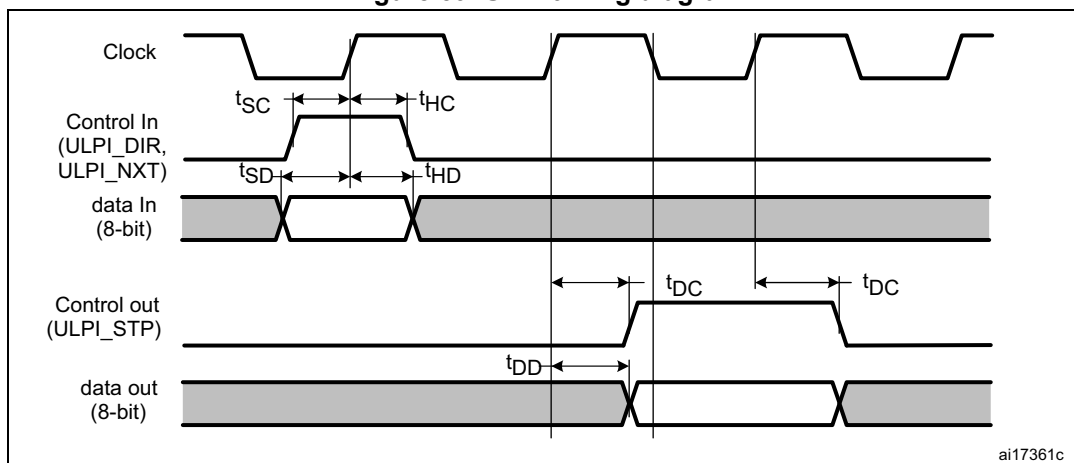 Clock
tSC
tHC
Control In
(ULPI_DIR,
ULPI_NXT)
tSD
tHD
data In
(8-bit)
tDC
tDC
Control out
(ULPI_STP)
tDD
data out
(8-bit)
ai17361c